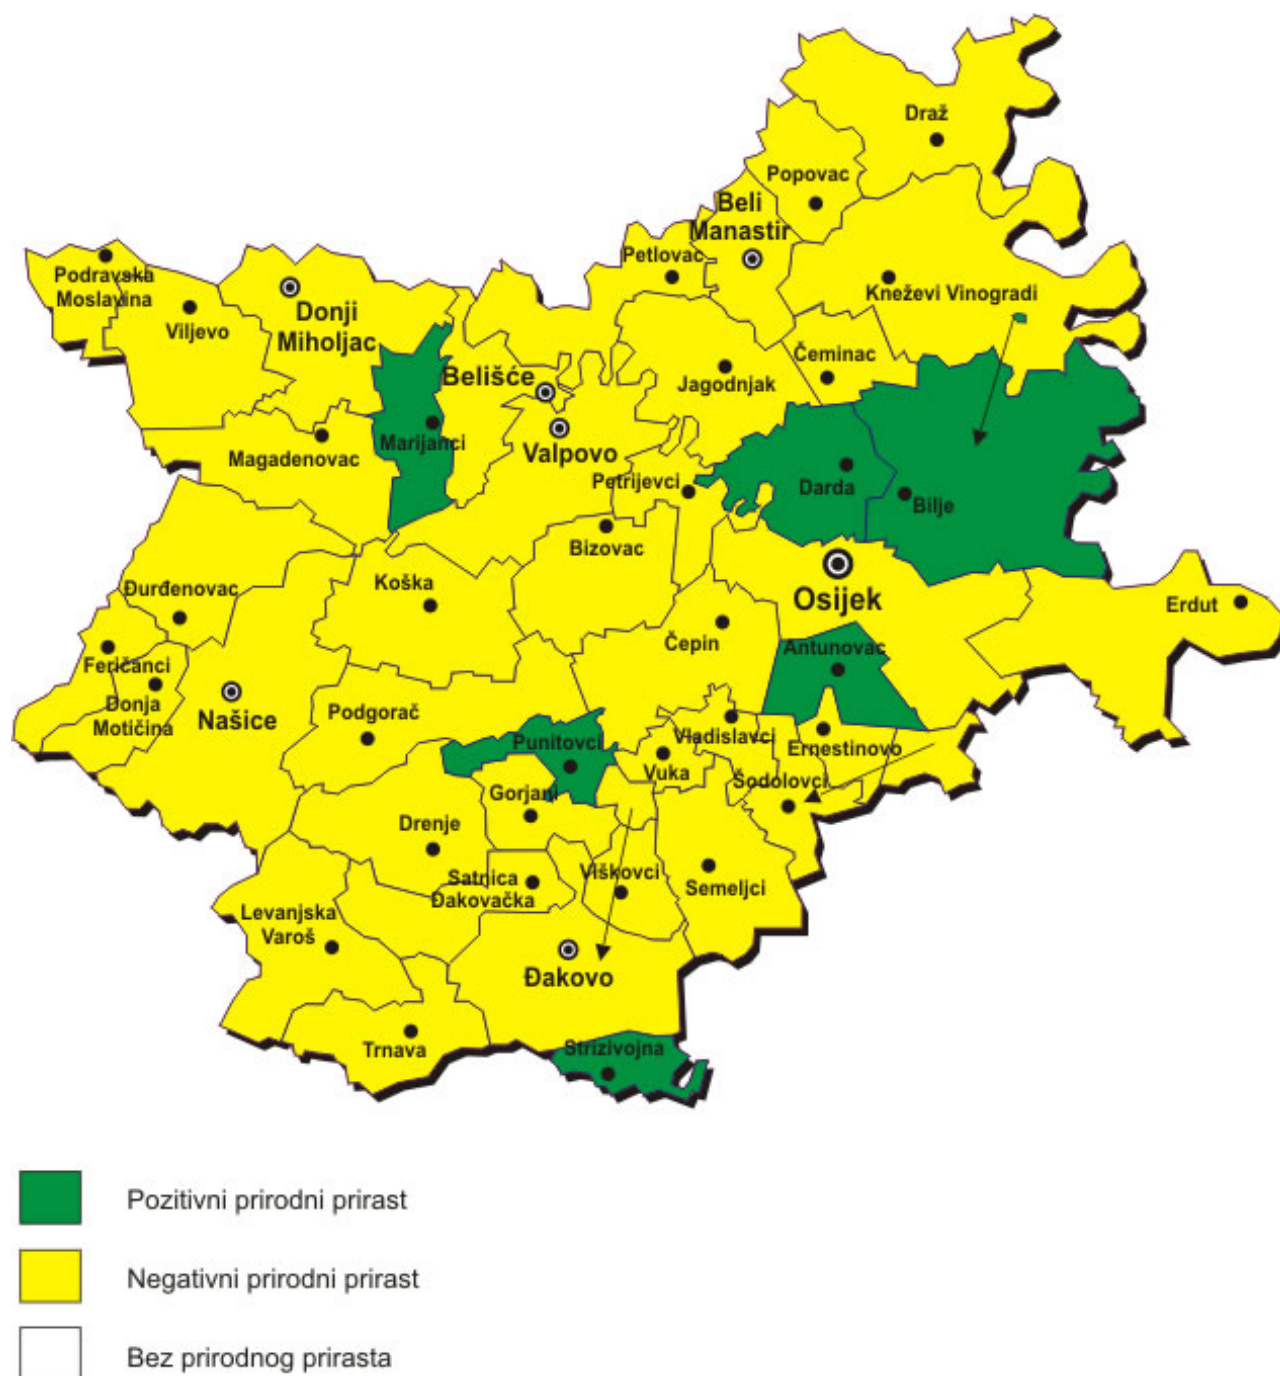 Draž
Popovac
Beli
Manastir
Petlovac
Podravska
Moslavina
Kneževi Vinogradi
Viljevo
Donji
Miholjac
Čeminac
Belišće
Jagodnjak
Marijanci
Magadenovac
Valpovo
Petrijevci
Darda
Bilje
Bizovac
Koška
Đurđenovac
Osijek
Erdut
Čepin
Antunovac
Feričanci
Donja
Motičina
Našice
Podgorač
Punitovci
Vladislavci
Ernestinovo
Vuka
Šodolovci
Gorjani
Drenje
Satnica
Đakovačka
Viškovci
Semeljci
Levanjska
Varoš
Đakovo
Trnava
Strizivojna
Pozitivni prirodni prirast
Negativni prirodni prirast
Bez prirodnog prirasta